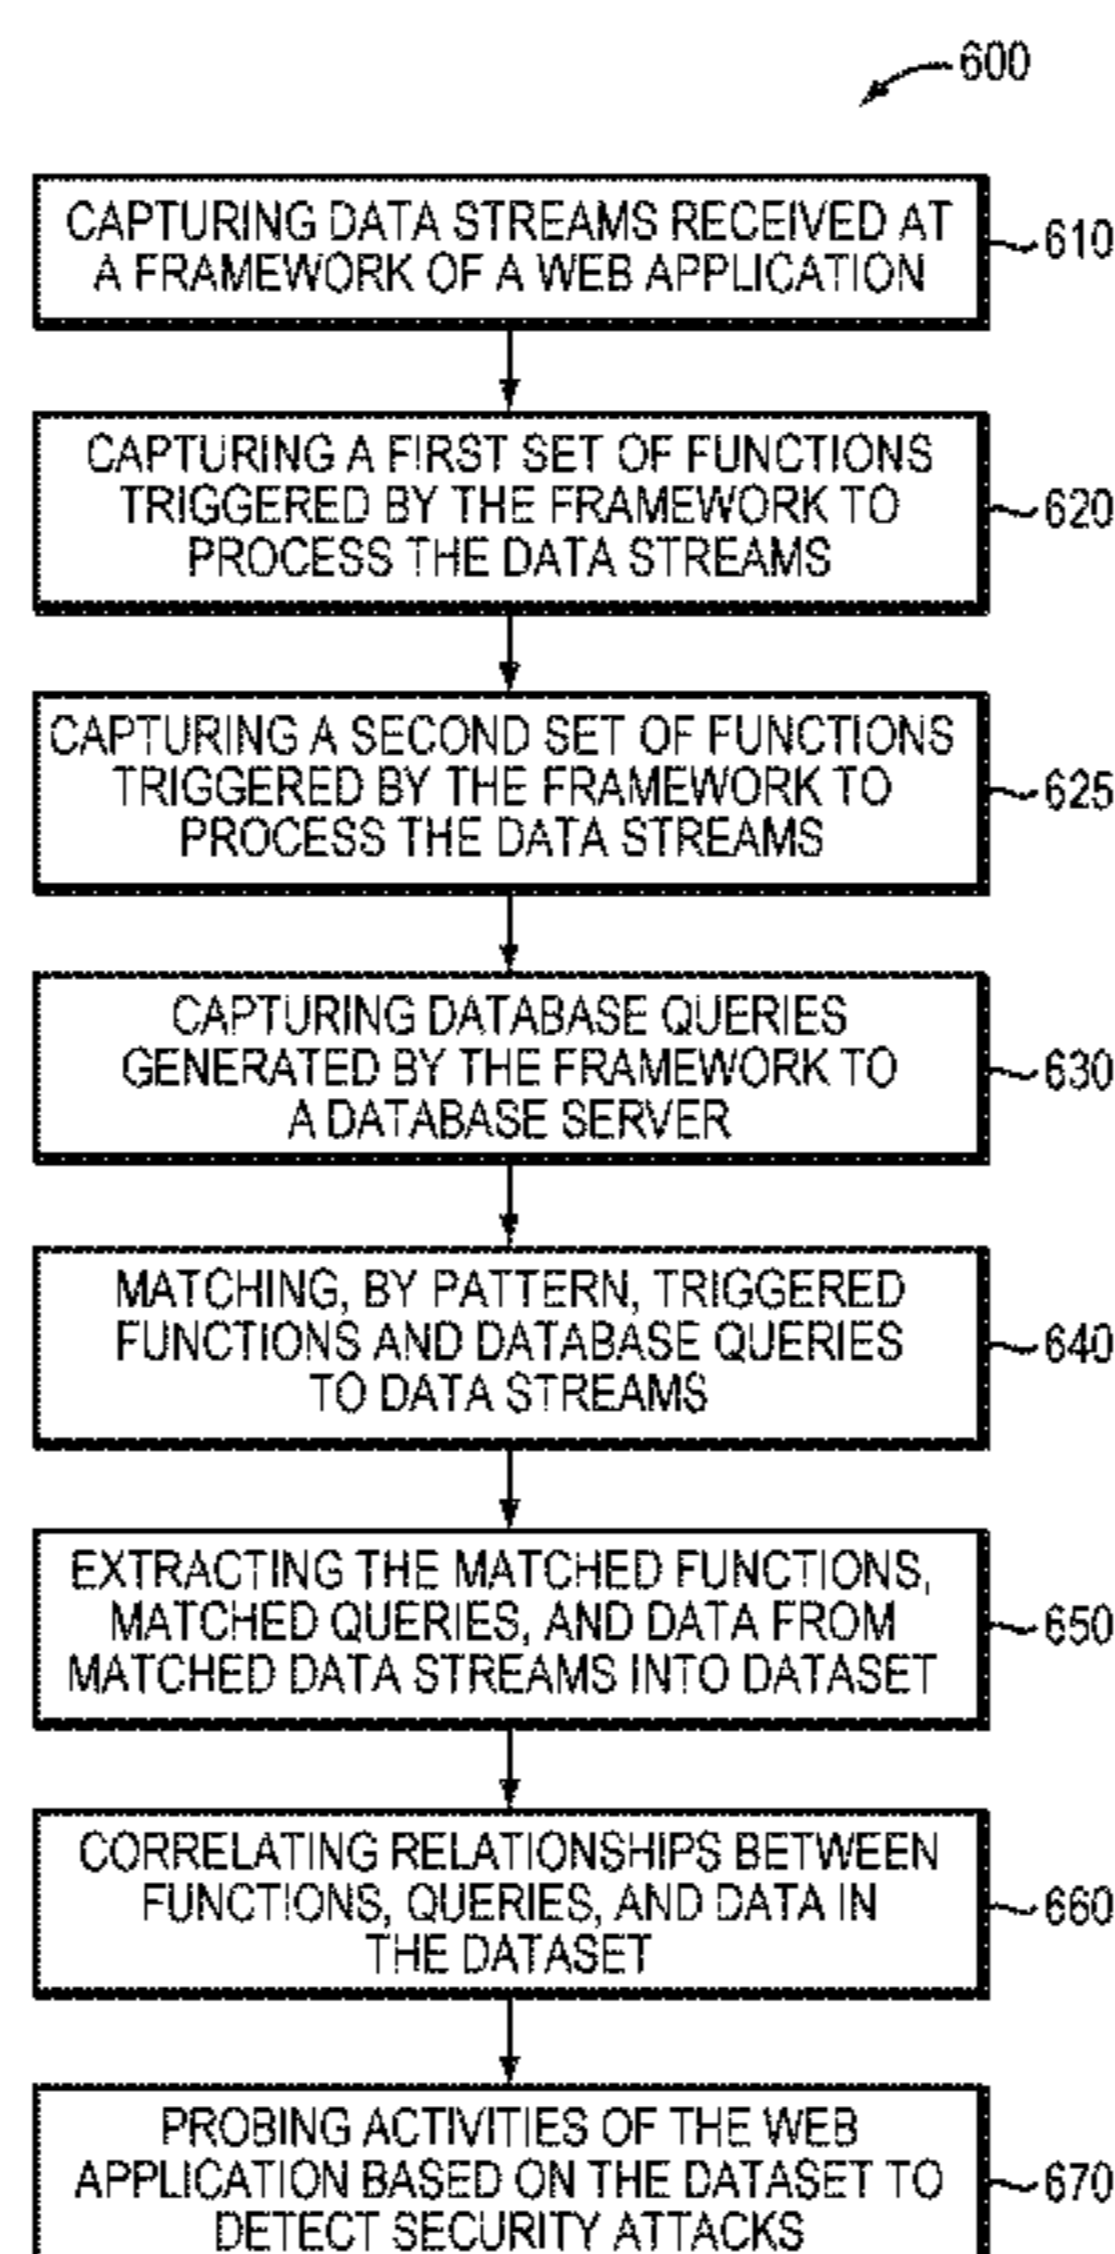 600
CAPTURING DATA STREAMS RECEIVED AT
A FRAMEWORK OF A WEB APPLICATION
610
CAPTURING A FIRST SET OF FUNCTIONS
TRIGGERED BY THE FRAMEWORK TO
PROCESS THE DATA STREAMS
620
CAPTURING A SECOND SET OF FUNCTIONS
TRIGGERED BY THE FRAMEWORK TO
PROCESS THE DATA STREAMS
625
CAPTURING DATABASE QUERIES
GENERATED BY THE FRAMEWORK TO
A DATABASE SERVER
630
MATCHING, BY PATTERN, TRIGGERED
FUNCTIONS AND DATABASE QUERIES
TO DATA STREAMS
640
EXTRACTING THE MATCHED FUNCTIONS,
MATCHED QUERIES, AND DATA FROM
MATCHED DATA STREAMS INTO DATASET
650
CORRELATING RELATIONSHIPS BETWEEN
FUNCTIONS, QUERIES, AND DATA IN
THE DATASET
660
PROBING ACTIVITIES OF THE WEB
APPLICATION BASED ON THE DATASET TO
DETECT SECURITY ATTACKS
670